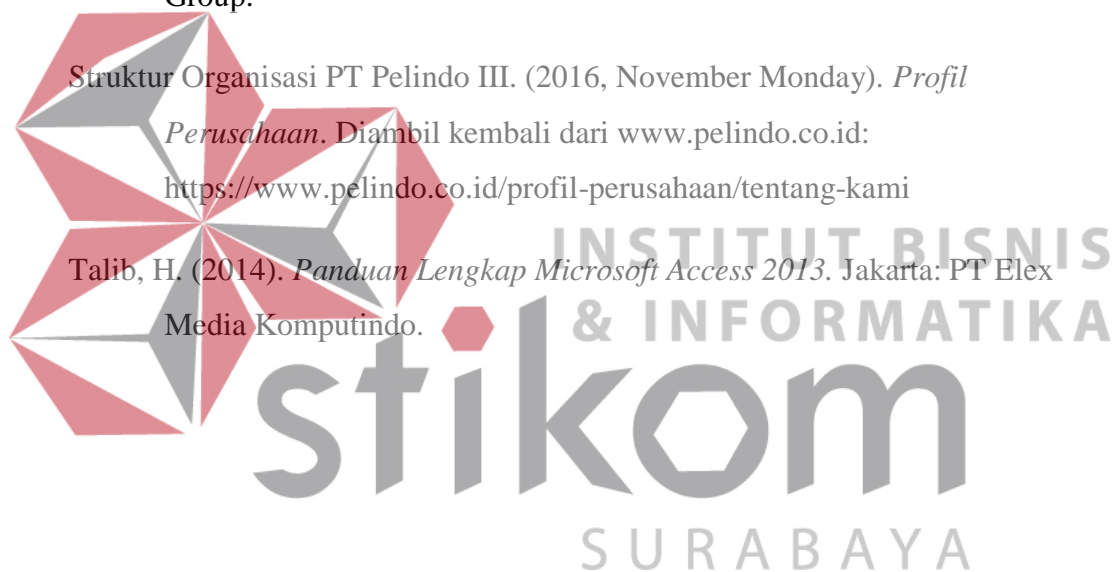 Group.
Struktur Organisasi PT Pelindo III. (2016, November Monday). Profil
Perusahaan. Diambil kembali dari www.pelindo.co.id:
https://www.pelindo.co.id/profil-perusahaan/tentang-kami
Talib, H. (2014). Panduan Lengkap Microsoft Access 2013. Jakarta: PT Elex
Media Komputindo.
INSTITUT BISNIS
& INFORMATIKA
stikom
SURABAYA